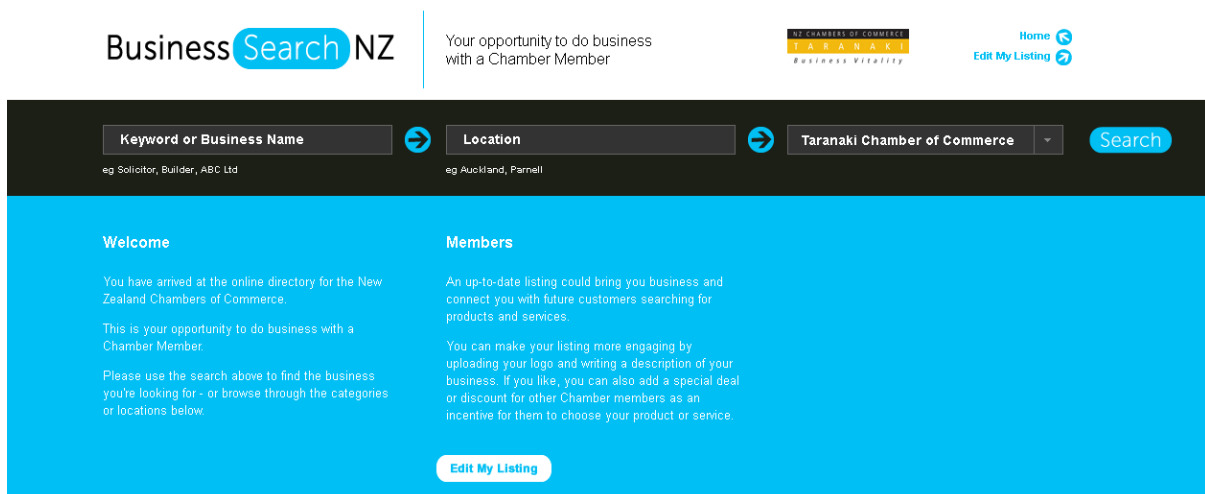 Business Search NZ
Your opportunity to do business
with a Chamber Member
NZ CHAMBERS OF COMMERCE
TARANAKI
Business Vitality
Home
Edit My Listing
Keyword or Business Name
Location
Taranaki Chamber of Commerce
Search
eg Solicitor, Builder, ABC Ltd
eg Auckland, Parnell
Welcome
You have arrived at the online directory for the New
Zealand Chambers of Commerce.
This is your opportunity to do business with a
Chamber Member.
Please use the search above to find the business
you're looking for - or browse through the categories
or locations below.
Members
An up-to-date listing could bring you business and
connect you with future customers searching for
products and services.
You can make your listing more engaging by
uploading your logo and writing a description of your
business. If you like, you can also add a special deal
or discount for other Chamber members as an
incentive for them to choose your product or service.
Edit My Listing